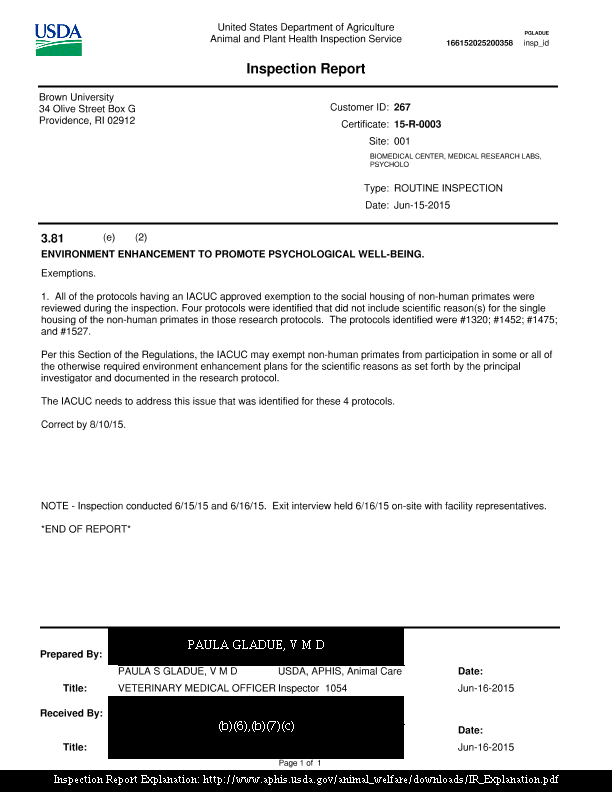 USDA
United States Department of Agriculture
Animal and Plant Health Inspection Service
PGLADUE
166152025200358 insp_id
Inspection Report
Brown University
34 Olive Street Box G
Providence, RI 02912
Customer ID: 267
Certificate: 15-R-0003
Site: 001
BIOMEDICAL CENTER, MEDICAL RESEARCH LABS,
PSYCHOLO
Type: ROUTINE INSPECTION
Date: Jun-15-2015
3.81 (e) (2)
ENVIRONMENT ENHANCEMENT TO PROMOTE PSYCHOLOGICAL WELL-BEING.
Exemptions.
1. All of the protocols having an IACUC approved exemption to the social housing of non-human primates were
reviewed during the inspection. Four protocols were identified that did not include scientific reason(s) for the single
housing of the non-human primates in those research protocols. The protocols identified were #1320; #1452; #1475;
and #1527.
Per this Section of the Regulations, the IACUC may exempt non-human primates from participation in some or all of
the otherwise required environment enhancement plans for the scientific reasons as set forth by the principal
investigator and documented in the research protocol.
The IACUC needs to address this issue that was identified for these 4 protocols.
Correct by 8/10/15.
NOTE - Inspection conducted 6/15/15 and 6/16/15. Exit interview held 6/16/15 on-site with facility representatives.
*END OF REPORT*
PAULA GLADUE, V M D
Prepared By:
PAULA S GLADUE, V M D USDA, APHIS, Animal Care Date:
Title: VETERINARY MEDICAL OFFICER Inspector 1054 Jun-16-2015
Received By:
(b)(6),(b)(7)(c)
Date:
Title: Jun-16-2015
Page 1 of 1
Inspection Report Explanation: http://www.aphis.usda.gov/animal_welfare/downloads/IR_Explanation.pdf